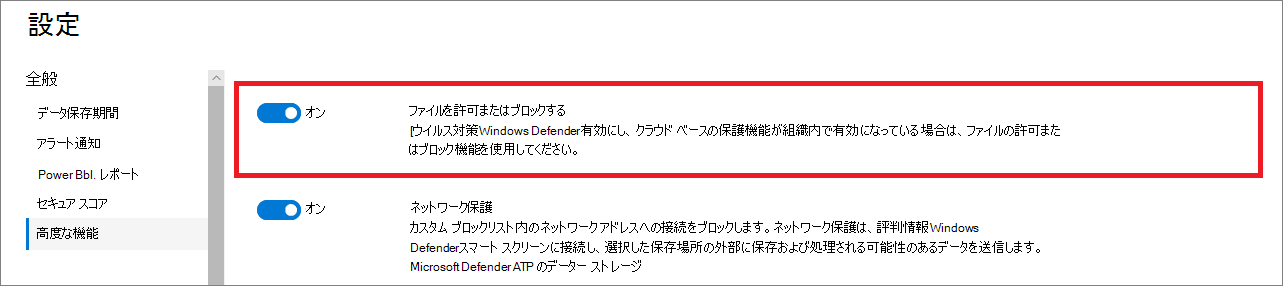 設定
全般
データ保存期間
アラート通知
Power Bbl. レポート
セキュア スコア
高度な機能
オン
ファイルを許可またはブロックする
[ウイルス対策Windows Defender有効にし、クラウド ベースの保護機能が組織内で有効になっている場合は、ファイルの許可また
はブロック機能を使用してください。
オン
ネットワーク保護
カスタム ブロックリスト内のネットワーク アドレスへの接続をブロックします。ネットワーク保護は、評判情報Windows
Defenderスマート スクリーンに接続し、選択した保存場所の外部に保存および処理される可能性のあるデータを送信します。
Microsoft Defender ATP のデーター ストレージ